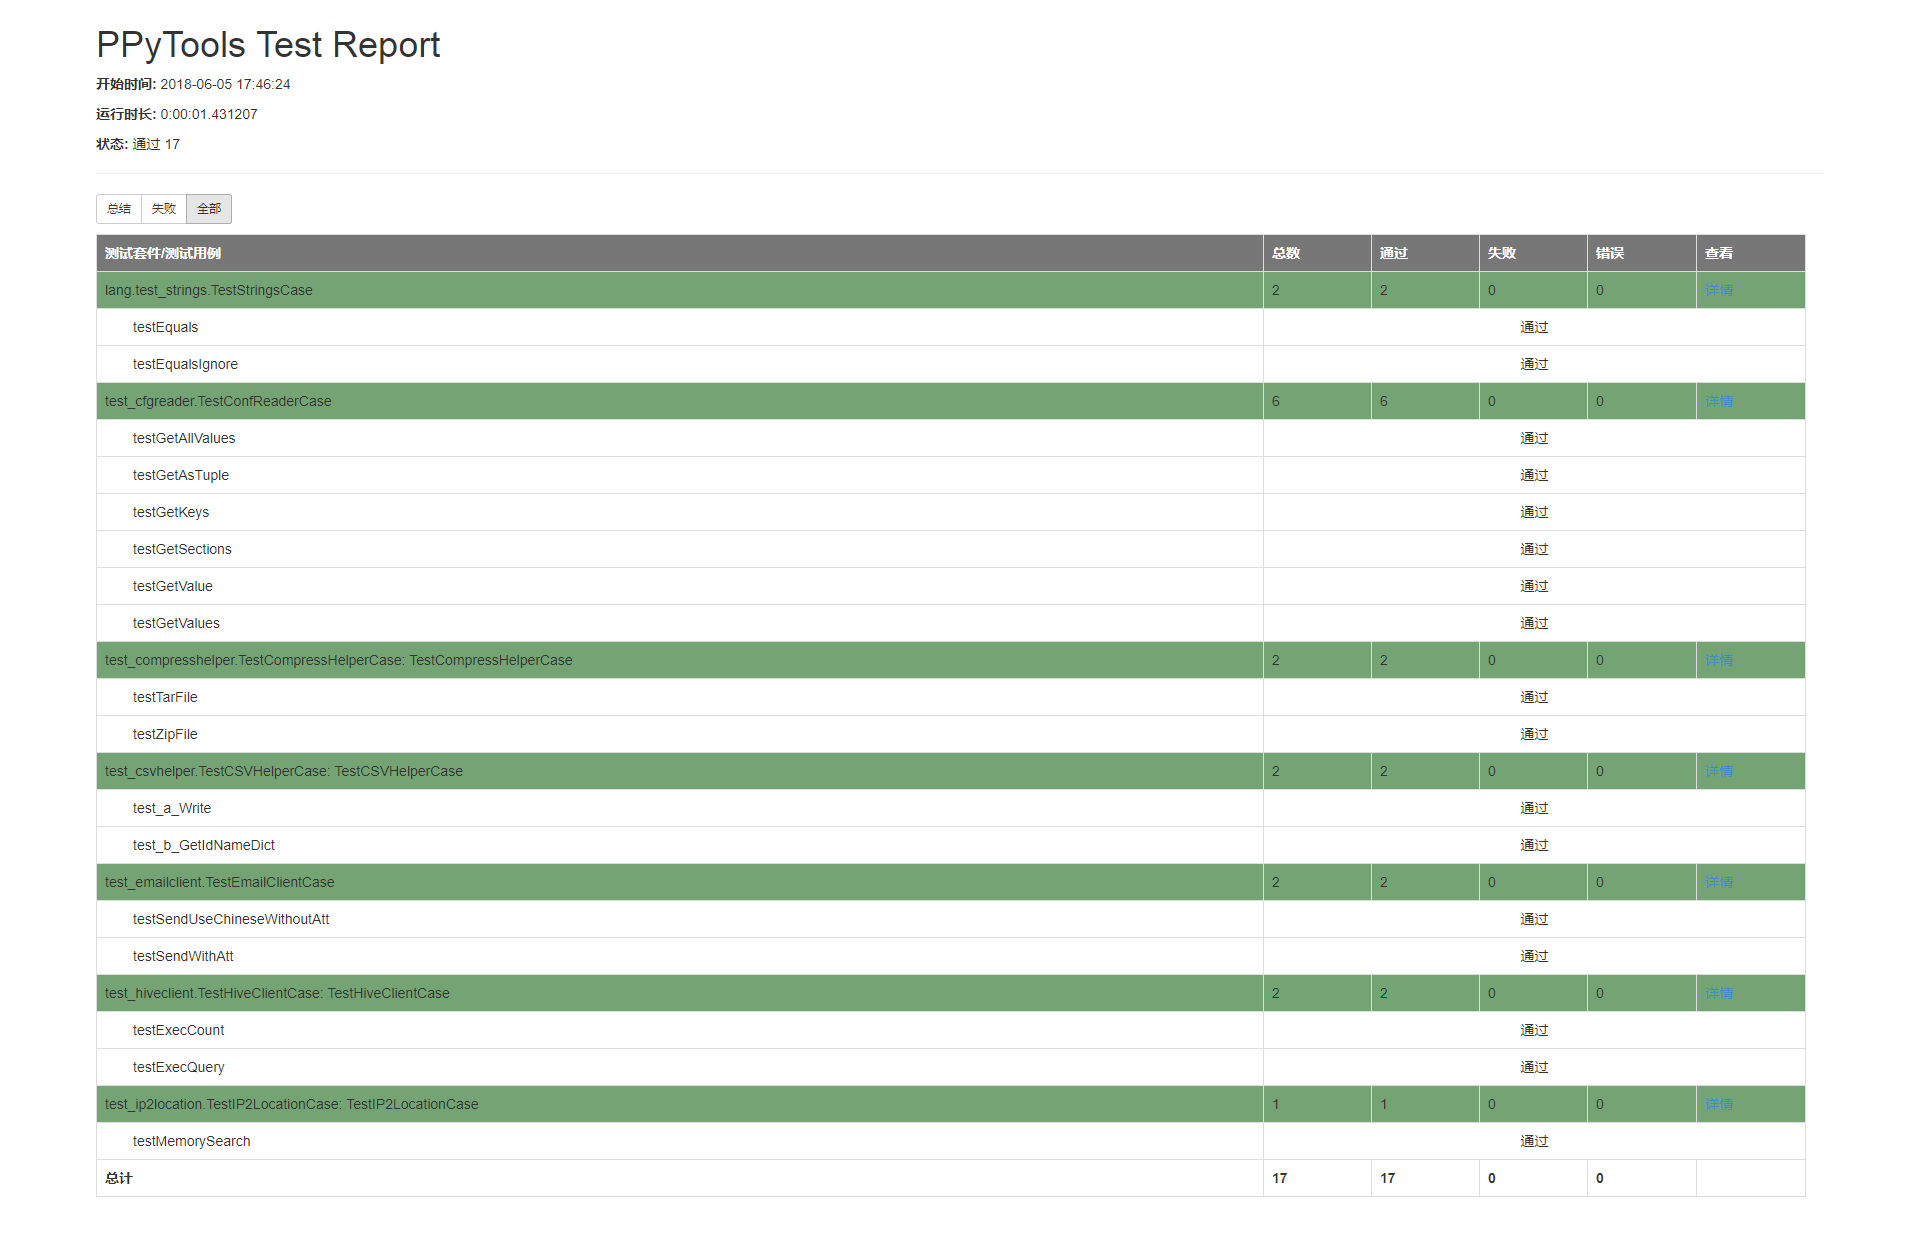 PPyTools Test Report
开始时间: 2018-06-05 17:46:24
运行时长: 0:00:01.431207
状态: 通过 17
总结 失败 全部
测试套件/测试用例 总数 通过 失败 错误 查看
lang.test_strings.TestStringsCase 2 2 0 0 详情
testEquals 通过
testEqualsIgnore 通过
test_cfgreader.TestConfReaderCase 6 6 0 0 详情
testGetAllValues 通过
testGetAsTuple 通过
testGetKeys 通过
testGetSections 通过
testGetValue 通过
testGetValues 通过
test_compresshelper.TestCompressHelperCase: TestCompressHelperCase 2 2 0 0 详情
testTarFile 通过
testZipFile 通过
test_csvhelper.TestCSVHelperCase: TestCSVHelperCase 2 2 0 0 详情
test_a_Write 通过
test_b_GetIdNameDict 通过
test_emailclient.TestEmailClientCase 2 2 0 0 详情
testSendUseChineseWithoutAtt 通过
testSendWithAtt 通过
test_hiveclient.TestHiveClientCase: TestHiveClientCase 2 2 0 0 详情
testExecCount 通过
testExecQuery 通过
test_ip2location.TestIP2LocationCase: TestIP2LocationCase 1 1 0 0 详情
testMemorySearch 通过
总计 17 17 0 0